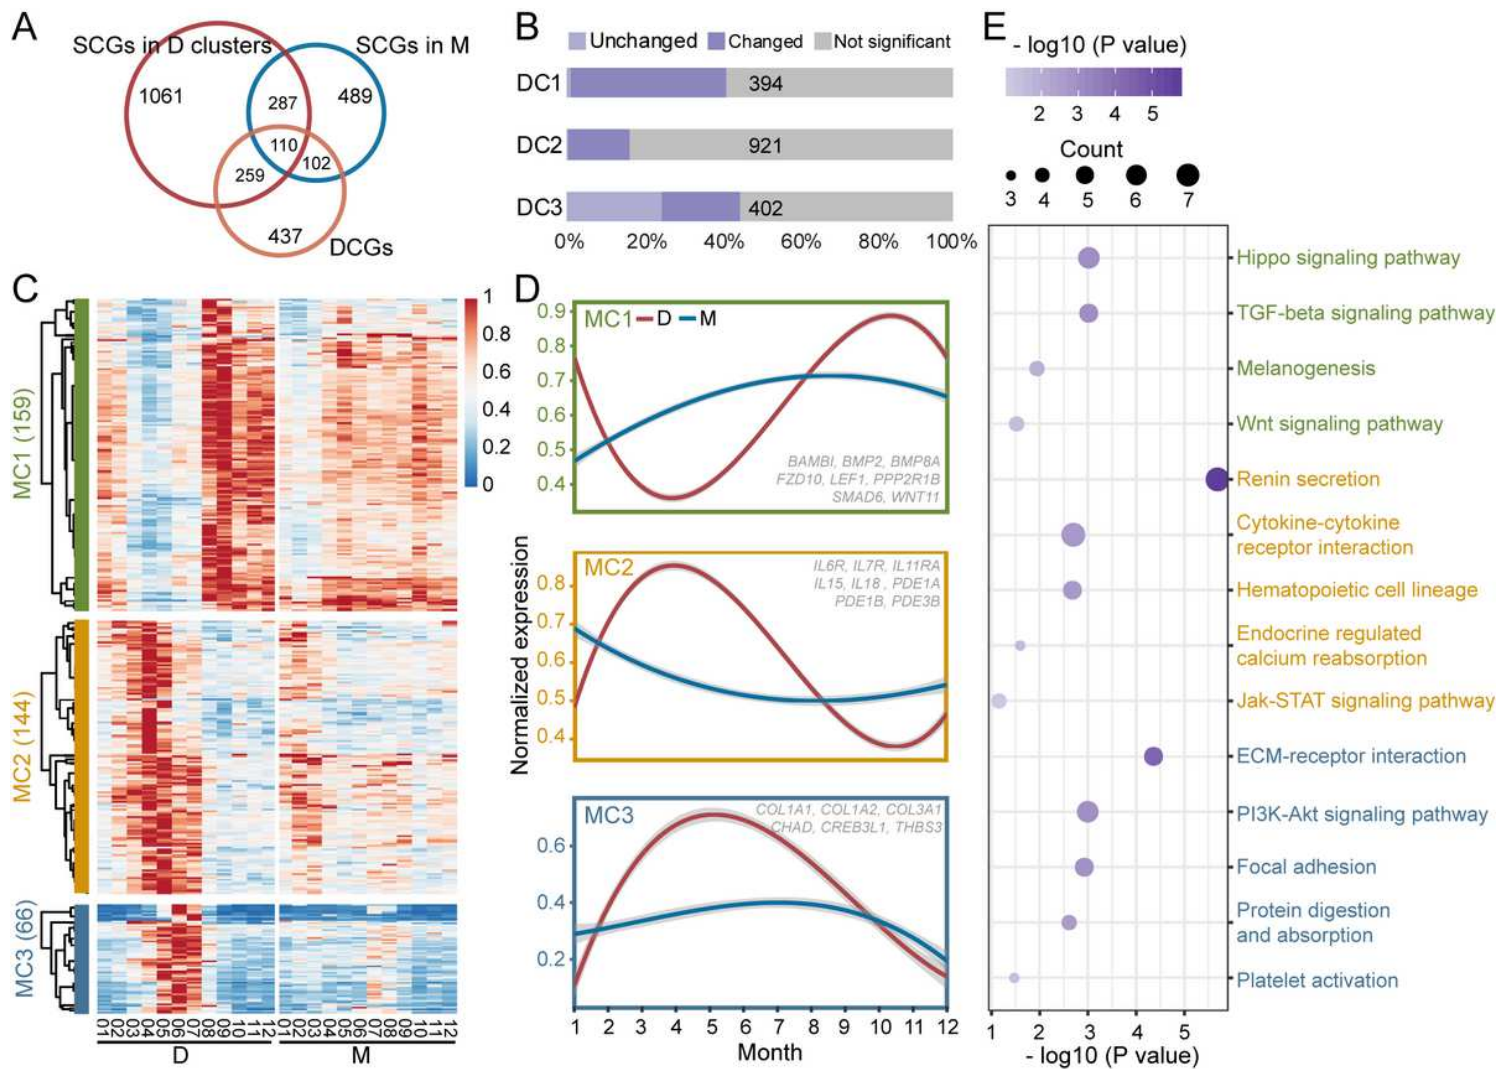 A
SCGs in D clusters
SCGs in M
1061
287
489
110
102
259
437
DCGs
B
Unchanged
Changed
Not significant
DC1
394
DC2
921
DC3
402
0%
20%
40%
60%
80%
100%
E
- log10 (P value)
2
3
4
5
Count
3
4
5
6
7
Hippo signaling pathway
TGF-beta signaling pathway
Melanogenesis
Wnt signaling pathway
Renin secretion
Cytokine-cytokine
receptor interaction
Hematopoietic cell lineage
Endocrine regulated
calcium reabsorption
Jak-STAT signaling pathway
ECM-receptor interaction
PI3K-Akt signaling pathway
Focal adhesion
Protein digestion
and absorption
Platelet activation
1
2
3
4
5
- log10 (P value)
C
1
0.8
0.6
0.4
0.2
0
MC1 (159)
MC2 (144)
MC3 (66)
01 02 03 04 05 06 07 08 09 10 11 12
01 02 03 04 05 06 07 08 09 10 11 12
D
M
D
Normalized expression
MC1
D
M
0.9
0.8
0.7
0.6
0.5
0.4
BAMBI, BMP2, BMP8A
FZD10, LEF1, PPP2R1B
SMAD6, WNT11
MC2
0.8
0.7
0.6
0.5
0.4
IL6R, IL7R, IL11RA
IL15, IL18 , PDE1A
PDE1B, PDE3B
MC3
0.6
0.4
0.2
COL1A1, COL1A2, COL3A1
CHAD, CREB3L1, THBS3
1 2 3 4 5 6 7 8 9 10 11 12
Month